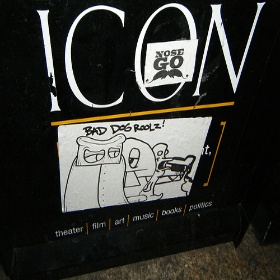 ICON
NOSE
GO
BAD DOG ROOLZ!
t,
theater | film | art | music | books | politics